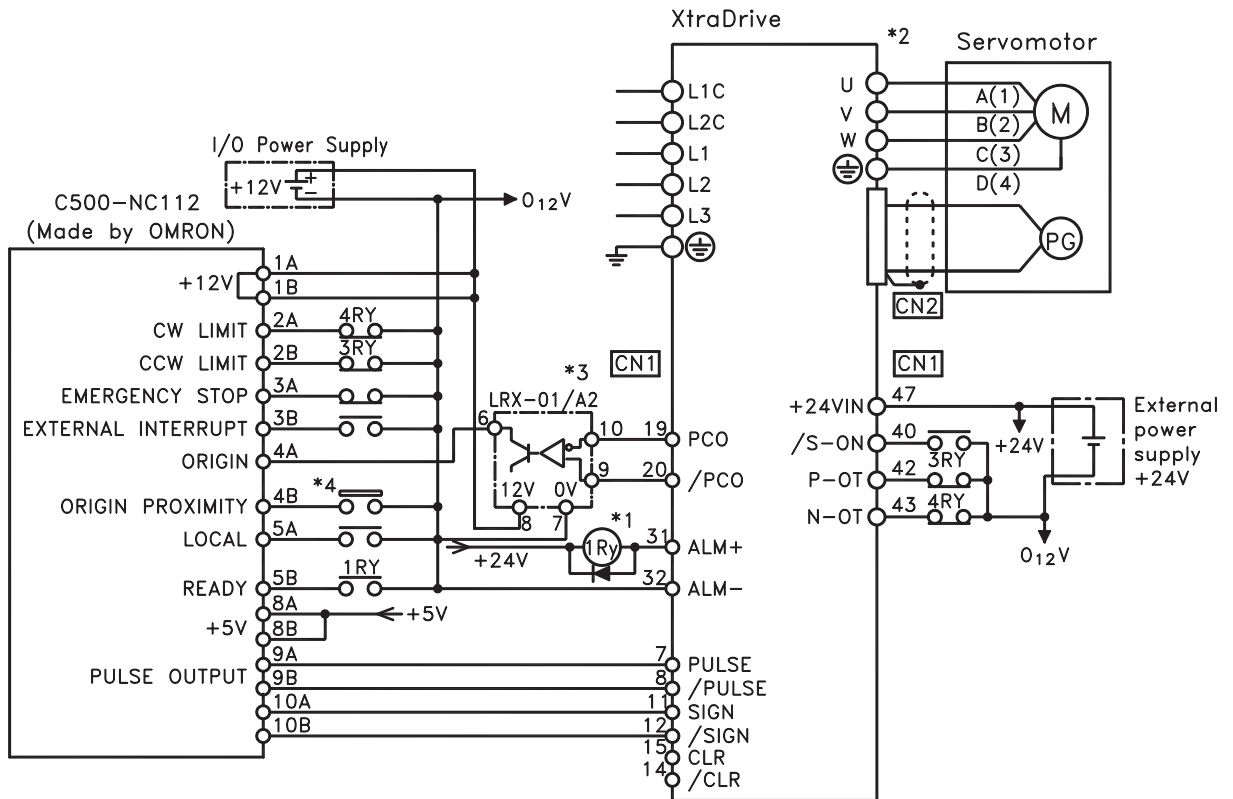 XtraDrive
*2
Servomotor
L1C
L2C
L1
L2
L3
U
V
W
A(1)
B(2)
C(3)
D(4)
M
PG
CN2
I/O Power Supply
+12V
+
−
0₁₂V
C500-NC112
(Made by OMRON)
+12V
1A
1B
CW LIMIT
2A
4RY
CCW LIMIT
2B
3RY
EMERGENCY STOP
3A
EXTERNAL INTERRUPT
3B
ORIGIN
4A
ORIGIN PROXIMITY
4B
*4
LOCAL
5A
READY
5B
1RY
+5V
8A
8B
+5V
PULSE OUTPUT
9A
9B
10A
10B
*3
LRX-01/A2
6
10
9
12V
0V
8
7
*1
1Ry
+24V
CN1
19
PCO
20
/PCO
31
ALM+
32
ALM-
7
PULSE
8
/PULSE
11
SIGN
12
/SIGN
15
CLR
14
/CLR
CN1
+24VIN
47
/S-ON
40
3RY
P-OT
42
N-OT
43
4RY
+24V
0₁₂V
External
power
supply
+24V